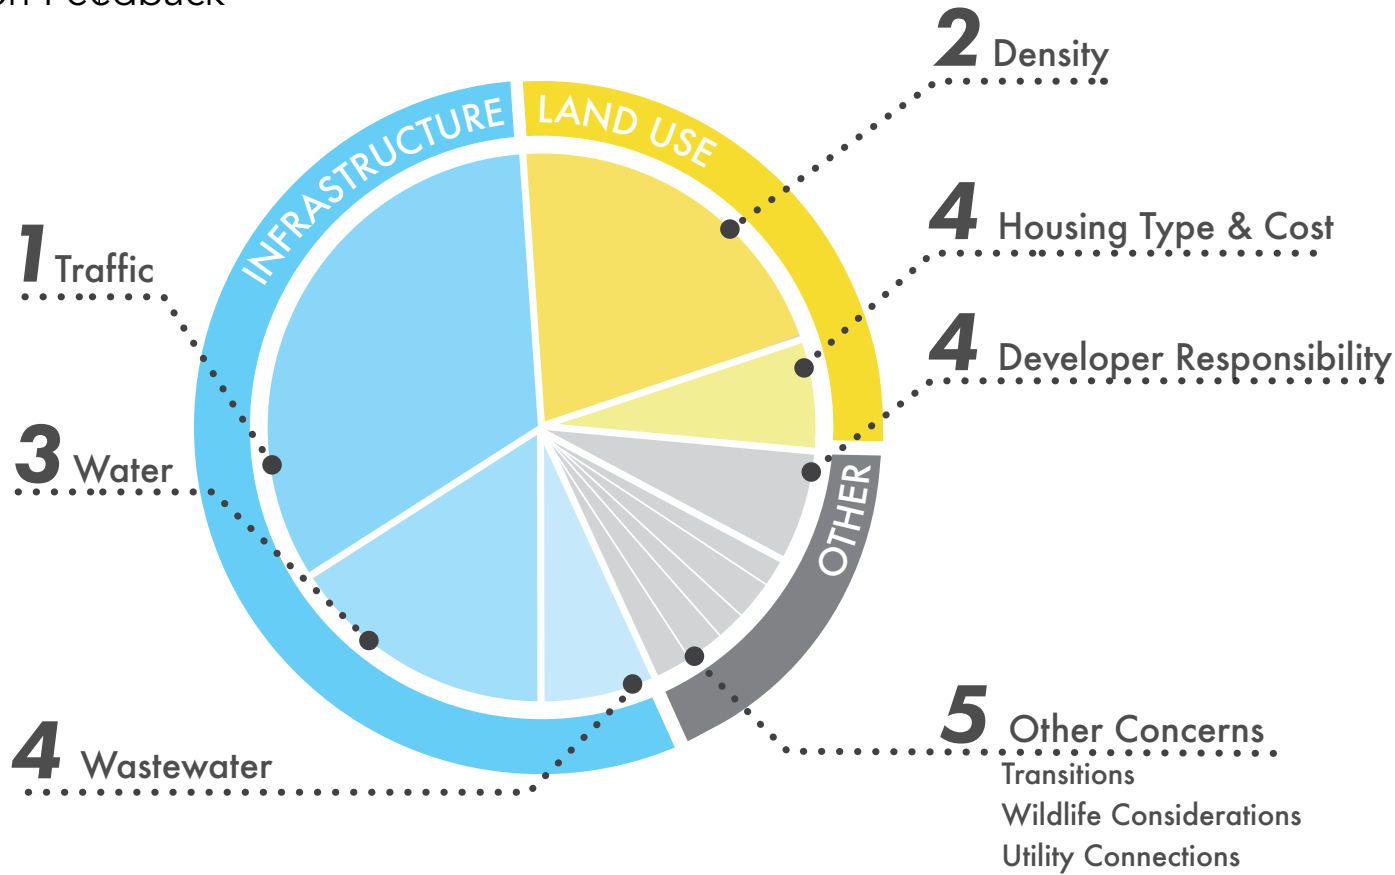 INFRASTRUCTURE
LAND USE
OTHER
2 Density
4 Housing Type & Cost
4 Developer Responsibility
1 Traffic
3 Water
4 Wastewater
5 Other Concerns
Transitions
Wildlife Considerations
Utility Connections